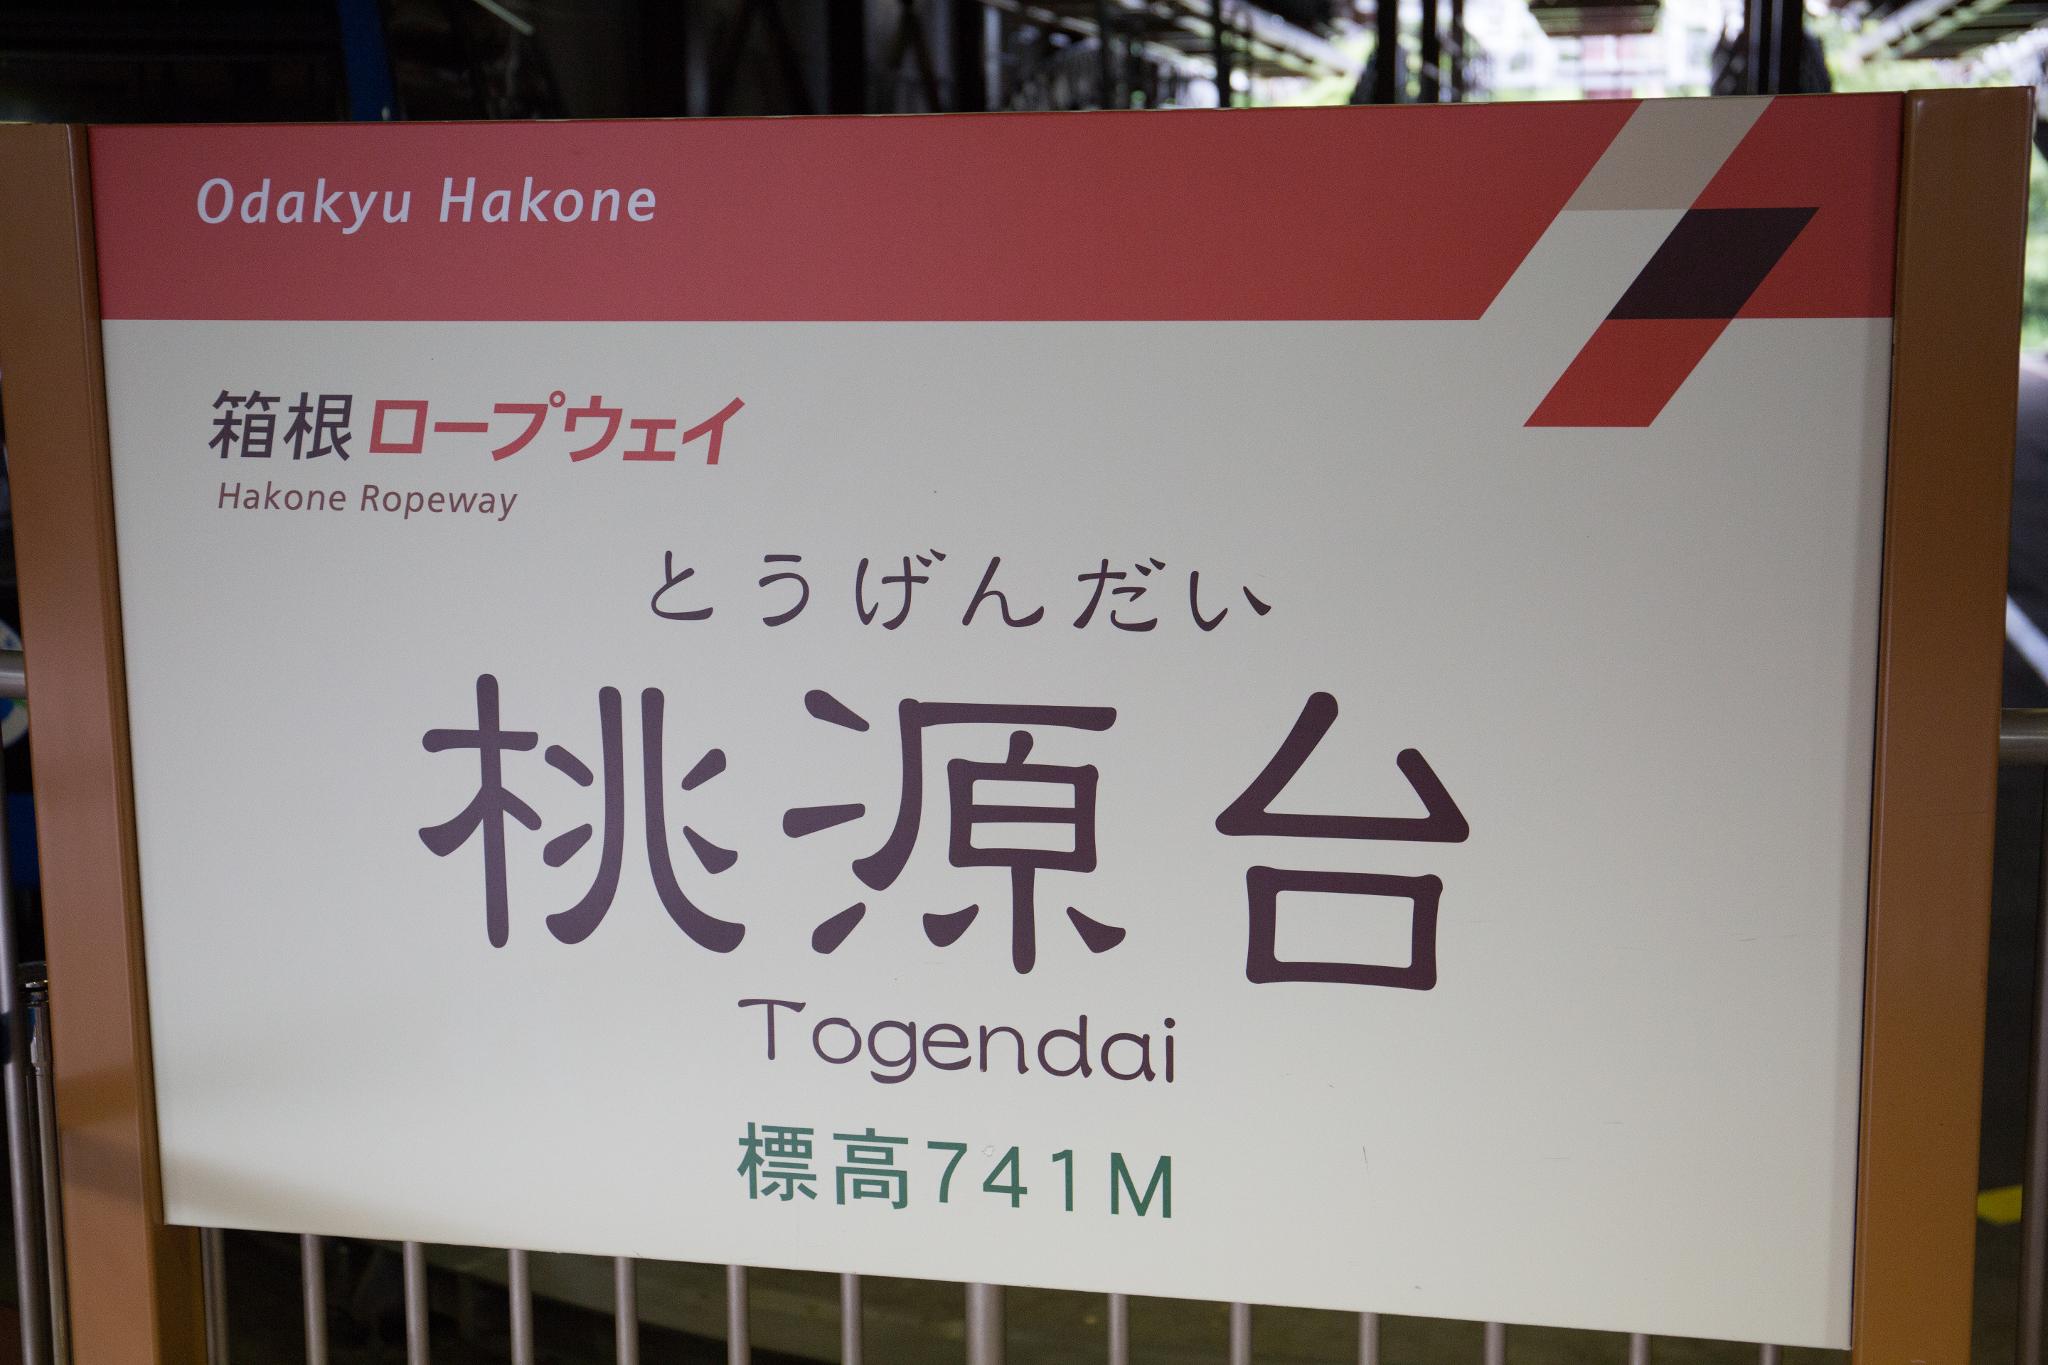 Odakyu Hakone
箱根ロープウェイ
Hakone Ropeway
とうげんだい
桃源台
Togendai
標高741M